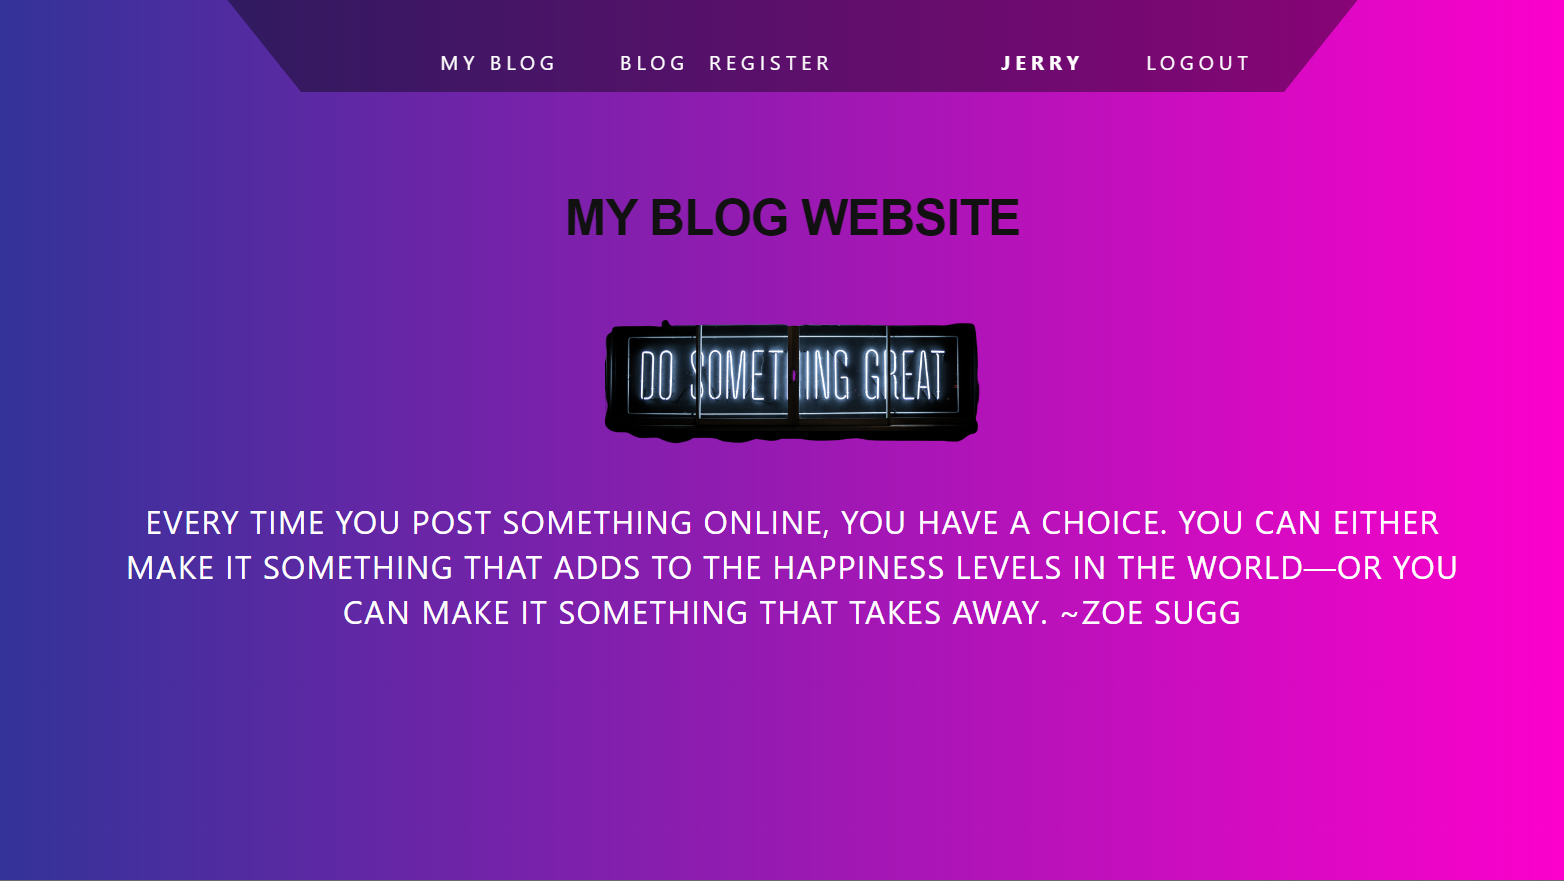 MY BLOG BLOG REGISTER JERRY LOGOUT
MY BLOG WEBSITE
DO SOMETHING GREAT
EVERY TIME YOU POST SOMETHING ONLINE, YOU HAVE A CHOICE. YOU CAN EITHER
MAKE IT SOMETHING THAT ADDS TO THE HAPPINESS LEVELS IN THE WORLD—OR YOU
CAN MAKE IT SOMETHING THAT TAKES AWAY. ~ZOE SUGG